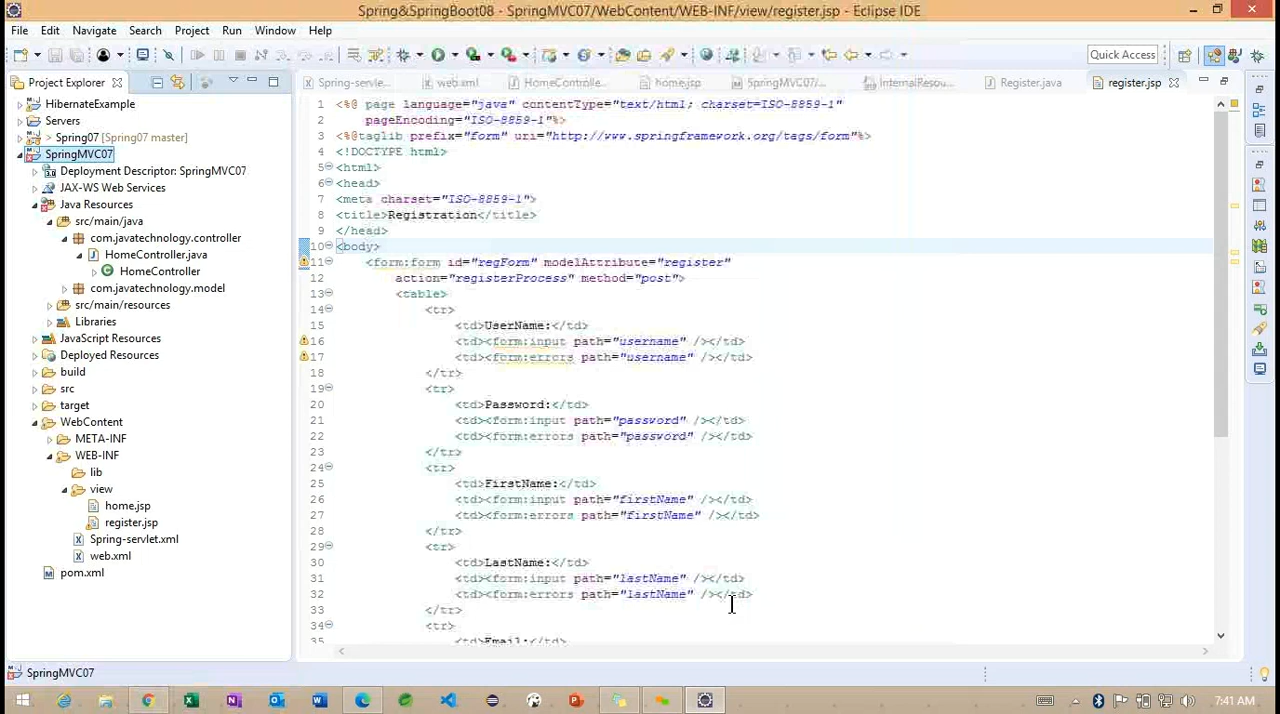 Spring&SpringBoot08 - SpringMVC07/WebContent/WEB-INF/view/register.jsp - Eclipse IDE
File Edit Navigate Search Project Run Window Help
Quick Access
Project Explorer
Spring-servle...
web.xml
HomeControlle...
home.jsp
SpringMVC07/...
InternalResou...
Register.java
register.jsp
HibernateExample
Servers
> Spring07 [Spring07 master]
SpringMVC07
Deployment Descriptor: SpringMVC07
JAX-WS Web Services
Java Resources
src/main/java
com.javatechnology.controller
HomeController.java
HomeController
com.javatechnology.model
src/main/resources
Libraries
JavaScript Resources
Deployed Resources
build
src
target
WebContent
META-INF
WEB-INF
lib
view
home.jsp
register.jsp
Spring-servlet.xml
web.xml
pom.xml
1 <%@ page language="java" contentType="text/html; charset=ISO-8859-1"
2 pageEncoding="ISO-8859-1"%>
3 <%@taglib prefix="form" uri="http://www.springframework.org/tags/form"%>
4 <!DOCTYPE html>
5 <html>
6 <head>
7 <meta charset="ISO-8859-1">
8 <title>Registration</title>
9 </head>
10 <body>
11 <form:form id="regForm" modelAttribute="register"
12 action="registerProcess" method="post">
13 <table>
14 <tr>
15 <td>UserName:</td>
16 <td><form:input path="username" /></td>
17 <td><form:errors path="username" /></td>
18 </tr>
19 <tr>
20 <td>Password:</td>
21 <td><form:input path="password" /></td>
22 <td><form:errors path="password" /></td>
23 </tr>
24 <tr>
25 <td>FirstName:</td>
26 <td><form:input path="firstName" /></td>
27 <td><form:errors path="firstName" /></td>
28 </tr>
29 <tr>
30 <td>LastName:</td>
31 <td><form:input path="lastName" /></td>
32 <td><form:errors path="lastName" /></td>
33 </tr>
34 <tr>
35 <td>Email:</td>
SpringMVC07
7:41 AM